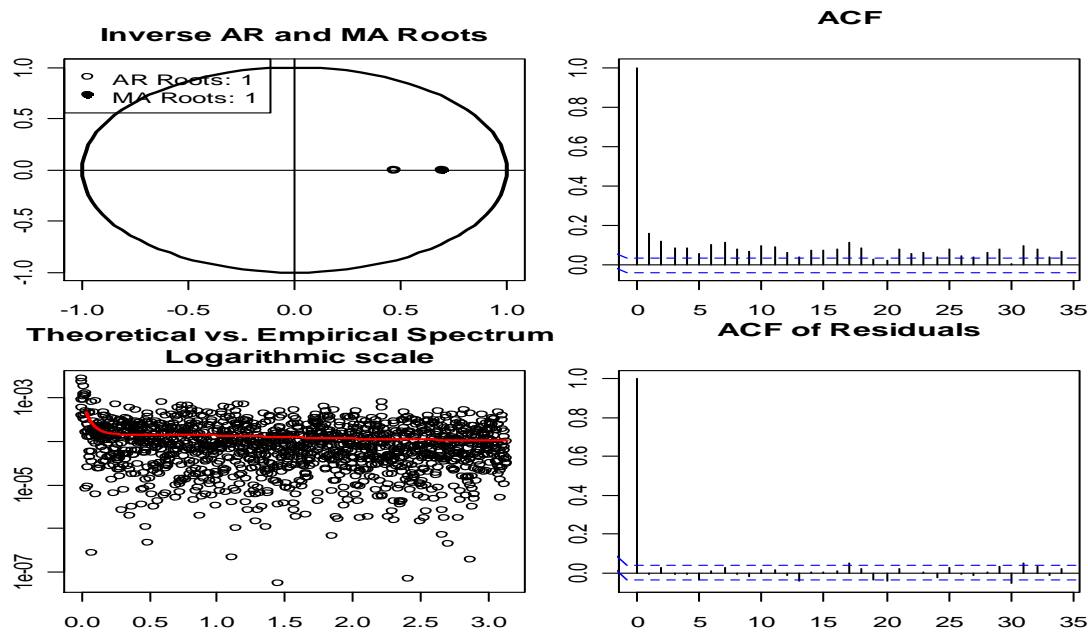 Inverse AR and MA Roots
AR Roots: 1
MA Roots: 1
1.0
0.5
0.0
-0.5
-1.0
-1.0 -0.5 0.0 0.5 1.0
ACF
1.0
0.8
0.6
0.4
0.2
0.0
0 5 10 15 20 25 30 35
Theoretical vs. Empirical Spectrum
Logarithmic scale
1e-03
1e-05
1e-07
0.0 0.5 1.0 1.5 2.0 2.5 3.0
ACF of Residuals
1.0
0.8
0.6
0.4
0.2
0.0
0 5 10 15 20 25 30 35